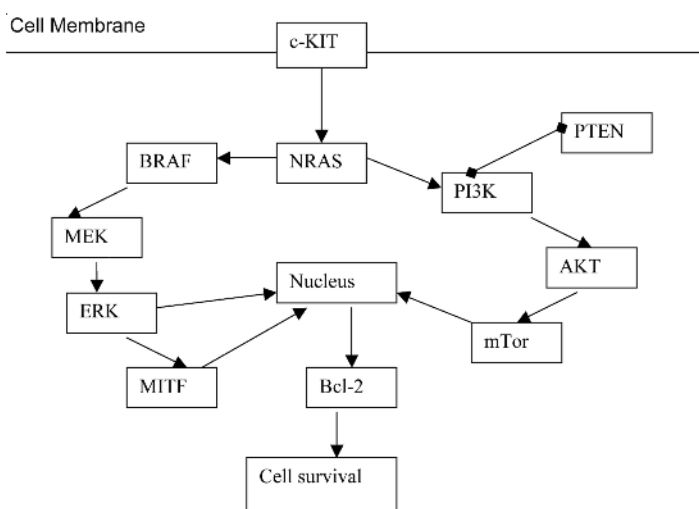 Cell Membrane
c-KIT
PTEN
BRAF
NRAS
PI3K
MEK
AKT
Nucleus
ERK
mTor
MITF
Bcl-2
Cell survival